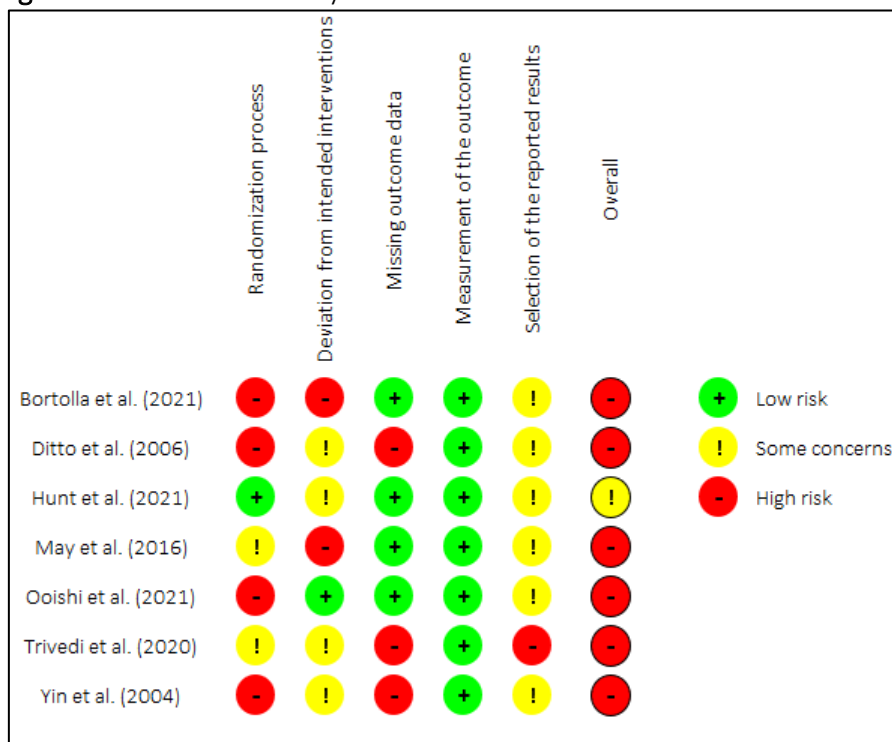 Randomization process
Deviation from intended interventions
Missing outcome data
Measurement of the outcome
Selection of the reported results
Overall
Bortolla et al. (2021) - - + + ! -
Ditto et al. (2006) - ! - + ! -
Hunt et al. (2021) + ! + + ! !
May et al. (2016) ! - + + ! -
Ooishi et al. (2021) - + + + ! -
Trivedi et al. (2020) ! ! - + - -
Yin et al. (2004) - ! - + ! -
+ Low risk
! Some concerns
- High risk